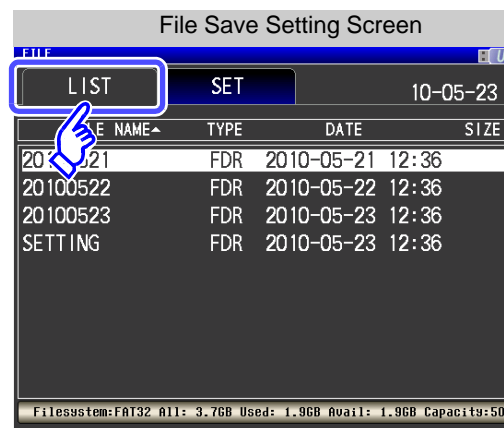 File Save Setting Screen
FILE
LIST SET 10-05-23
E NAME▲ TYPE DATE SIZE
20100521 FDR 2010-05-21 12:36
20100522 FDR 2010-05-22 12:36
20100523 FDR 2010-05-23 12:36
SETTING FDR 2010-05-23 12:36
Filesystem:FAT32 All: 3.7GB Used: 1.9GB Avail: 1.9GB Capacity:50